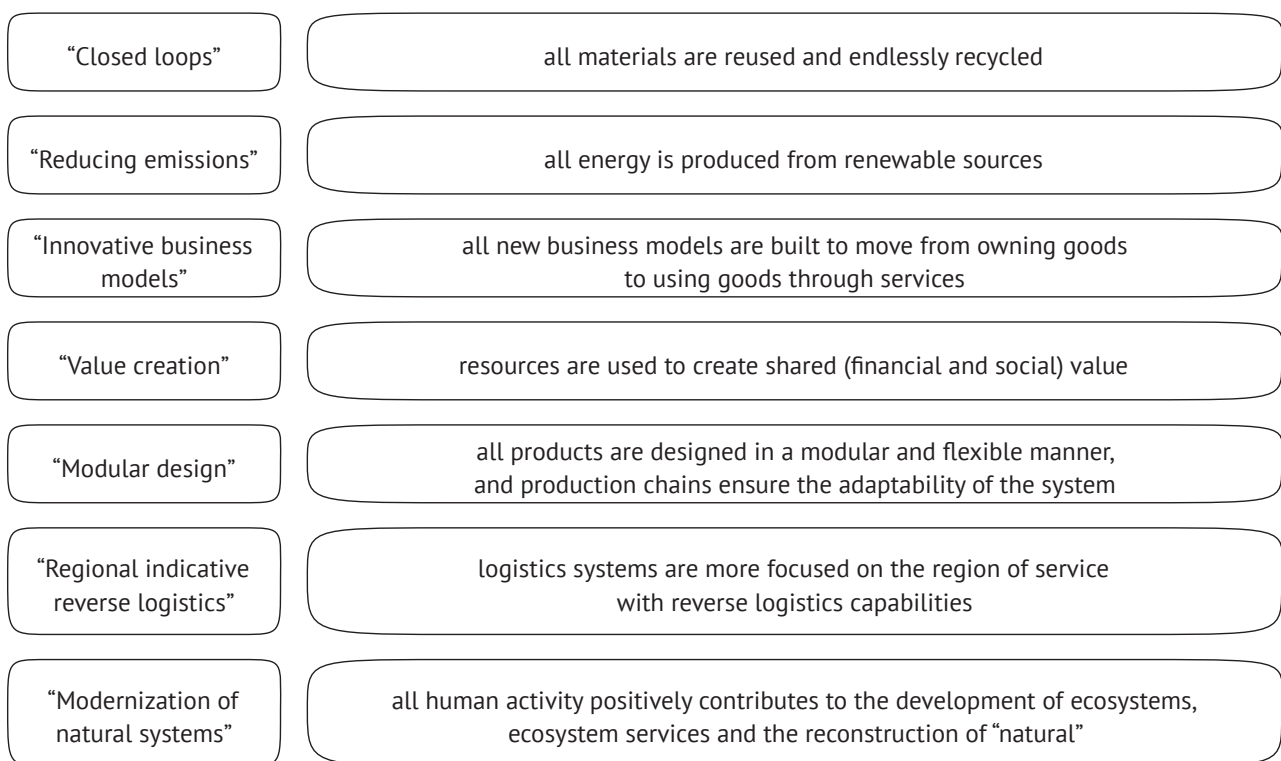 “Closed loops”
all materials are reused and endlessly recycled
“Reducing emissions”
all energy is produced from renewable sources
“Innovative business
models”
all new business models are built to move from owning goods
to using goods through services
“Value creation”
resources are used to create shared (financial and social) value
“Modular design”
all products are designed in a modular and flexible manner,
and production chains ensure the adaptability of the system
“Regional indicative
reverse logistics”
logistics systems are more focused on the region of service
with reverse logistics capabilities
“Modernization of
natural systems”
all human activity positively contributes to the development of ecosystems,
ecosystem services and the reconstruction of “natural”